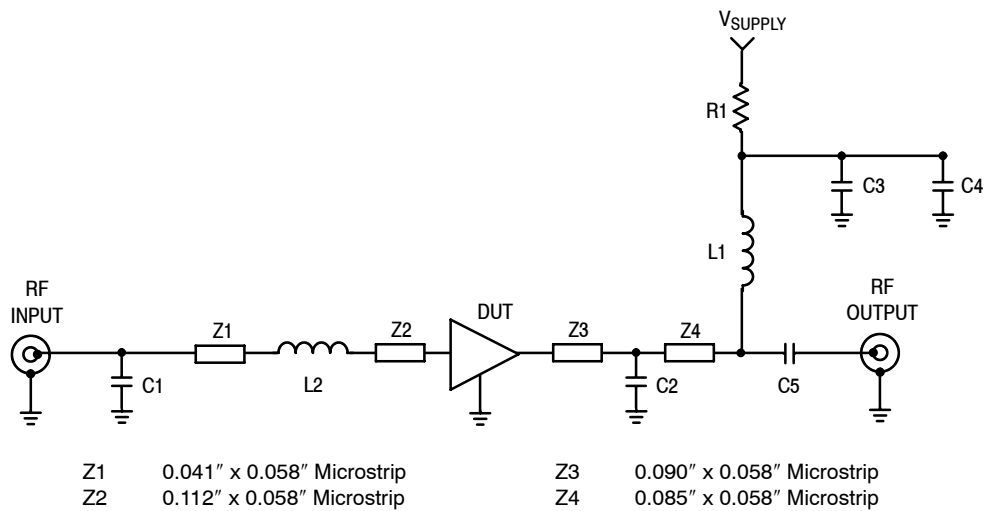 VSUPPLY
R1
C3
C4
L1
RF
INPUT
RF
OUTPUT
DUT
Z1
Z2
Z3
Z4
C1
L2
C2
C5
Z1 0.041″ x 0.058″ Microstrip
Z2 0.112″ x 0.058″ Microstrip
Z3 0.090″ x 0.058″ Microstrip
Z4 0.085″ x 0.058″ Microstrip